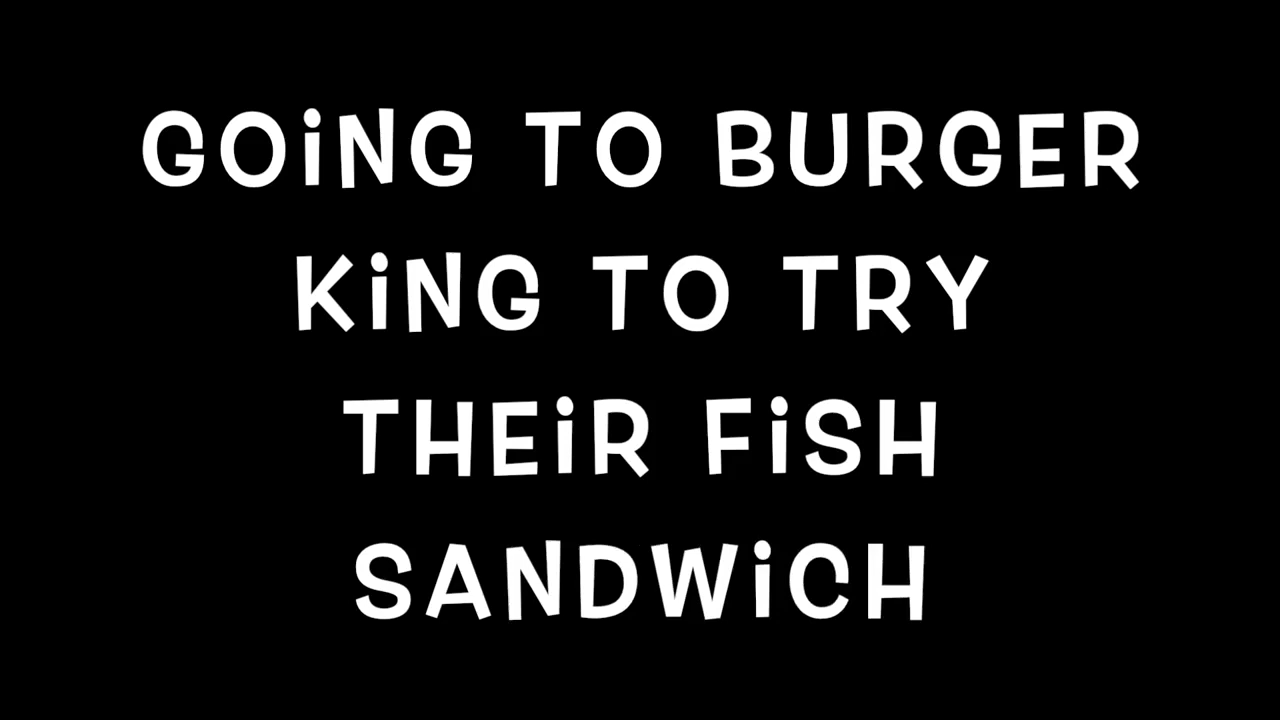 GOiNG TO BURGER
KiNG TO TRY
THEiR FiSH
SANDWiCH